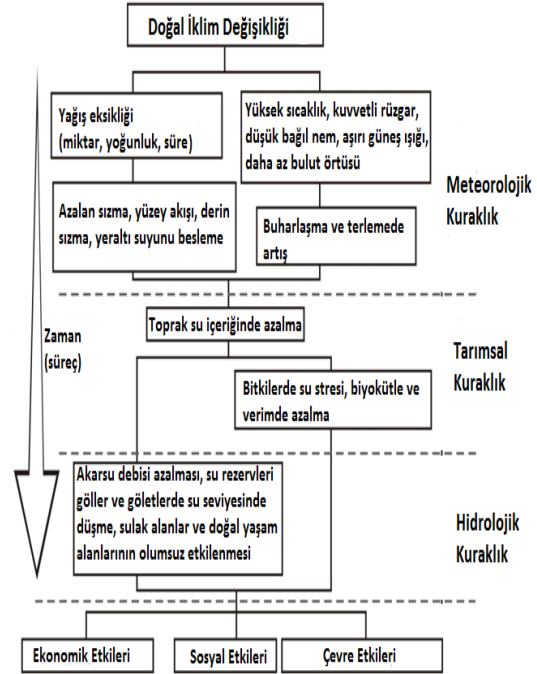 Doğal İklim Değişikliği
Yağış eksikliği
(miktar, yoğunluk, süre)
Yüksek sıcaklık, kuvvetli rüzgar,
düşük bağıl nem, aşırı güneş ışığı,
daha az bulut örtüsü
Azalan sızma, yüzey akışı, derin
sızma, yeraltı suyunu besleme
Buharlaşma ve terlemede
artış
Meteorolojik
Kuraklık
Zaman
(süreç)
Toprak su içeriğinde azalma
Bitkilerde su stresi, biyokütle ve
verimde azalma
Tarımsal
Kuraklık
Akarsu debisi azalması, su rezervleri
göller ve göletlerde su seviyesinde
düşme, sulak alanlar ve doğal yaşam
alanlarının olumsuz etkilenmesi
Hidrolojik
Kuraklık
Ekonomik Etkileri
Sosyal Etkileri
Çevre Etkileri